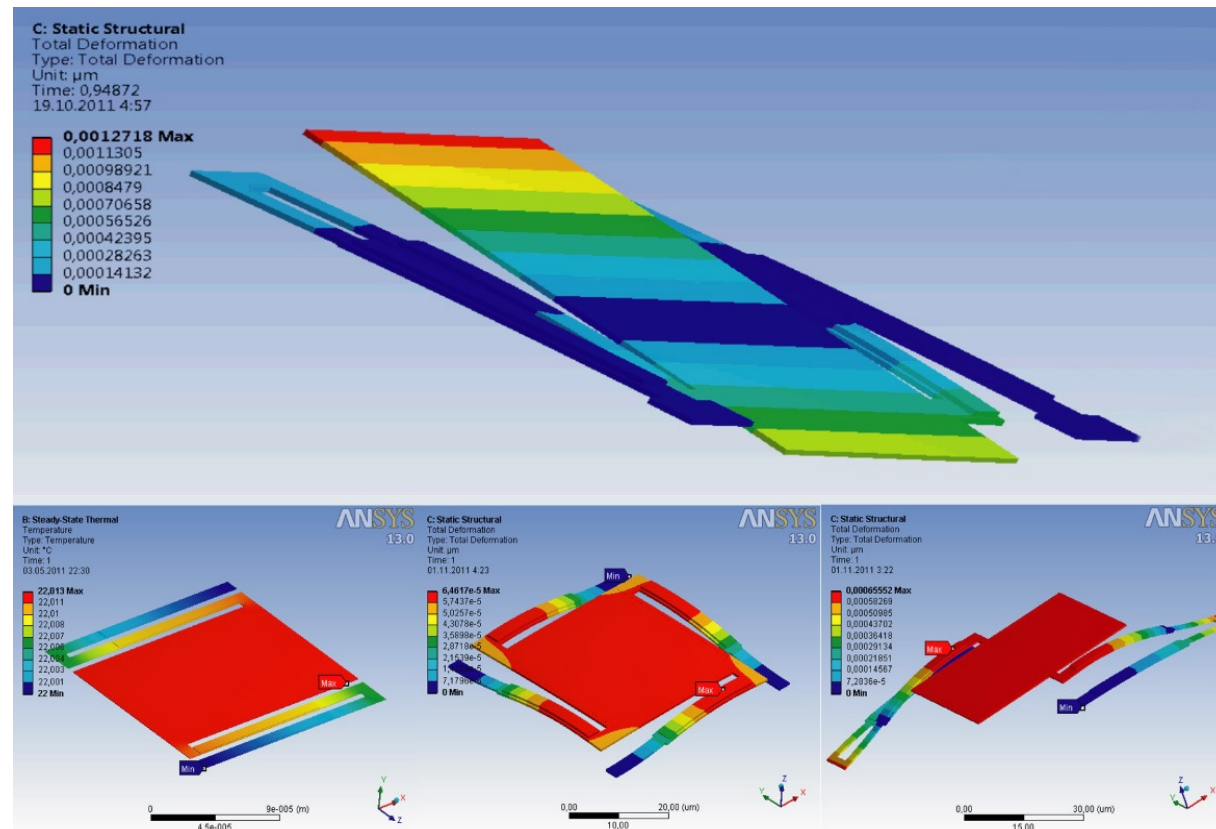 C: Static Structural
Total Deformation
Type: Total Deformation
Unit: µm
Time: 0,94872
19.10.2011 4:57
0,0012718 Max
0,0011305
0,00098921
0,0008479
0,00070658
0,00056526
0,00042395
0,00028263
0,00014132
0 Min
B: Steady-State Thermal
Temperature
Type: Temperature
Unit: °C
Time: 1
03.05.2011 22:30
22,013 Max
22,011
22,01
22,008
22,007
22,003
22,001
22 Min
Max
Min
ANSYS
13.0
Y
X
Z
0
9e-005 (m)
4.5e-005
C: Static Structural
Total Deformation
Type: Total Deformation
Unit: µm
Time: 1
01.11.2011 4:23
6,4617e-5 Max
5,7437e-5
5,0257e-5
4,3078e-5
3,5898e-5
2,8718e-5
0 Min
Min
Max
ANSYS
13.0
Z
Y
X
0,00
20,00 (um)
10,00
C: Static Structural
Total Deformation
Type: Total Deformation
Unit: µm
Time: 1
01.11.2011 3:22
0,00065552 Max
0,00058269
0,00050985
0,00043702
0,00036418
0,00029134
0,00021851
0,00014567
7,2836e-5
0 Min
Max
Min
ANSYS
13.0
Z
Y
X
0,00
30,00 (um)
15,00